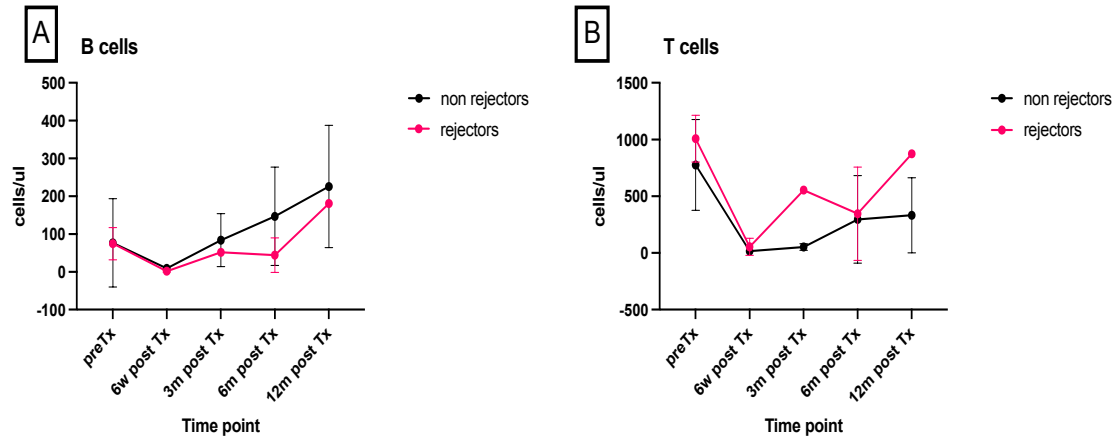 A
B cells
500
400
300
200
100
0
-100
cells/ul
preTx
6w post Tx
3m post Tx
6m post Tx
12m post Tx
Time point
non rejectors
rejectors
B
T cells
1500
1000
500
0
-500
cells/ul
preTx
6w post Tx
3m post Tx
6m post Tx
12m post Tx
Time point
non rejectors
rejectors